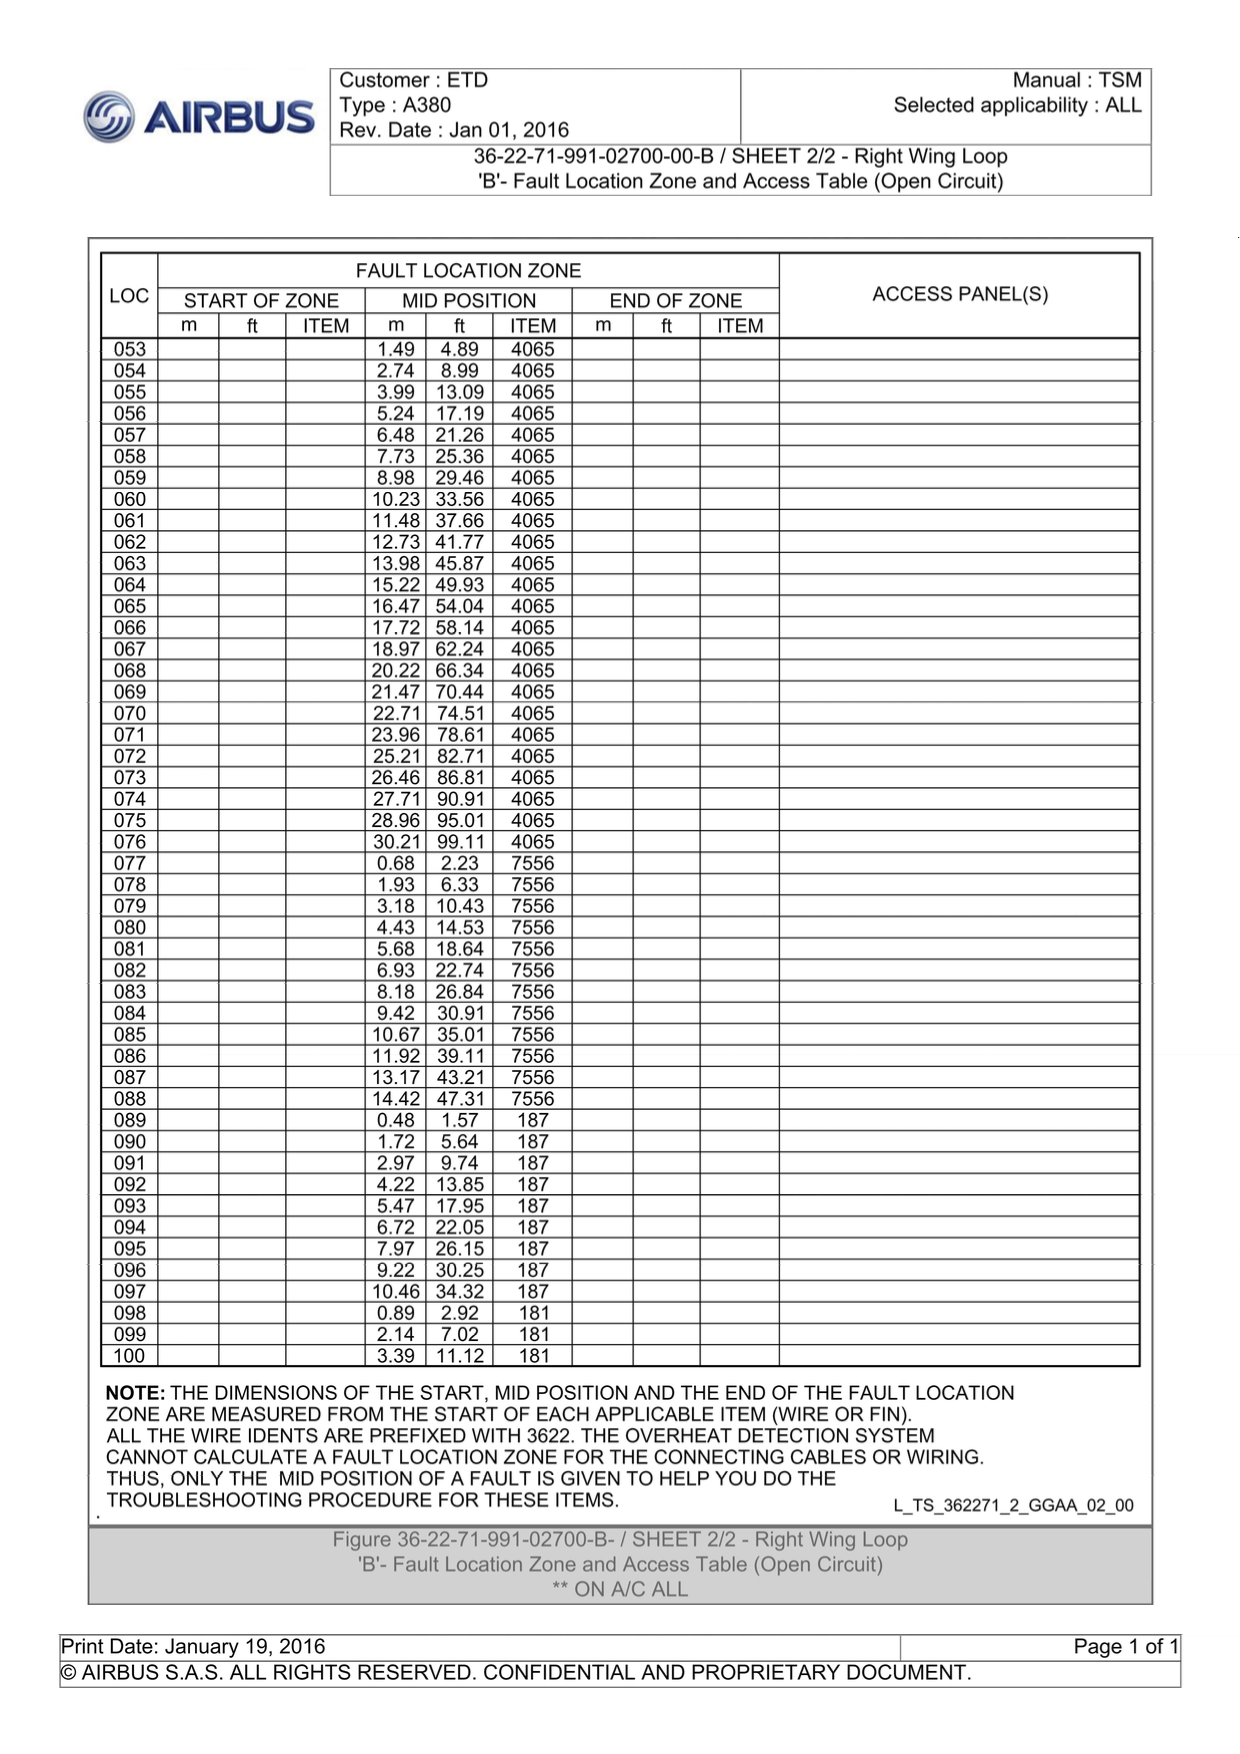 AIRBUS
Customer : ETD
Type : A380
Rev. Date : Jan 01, 2016
Manual : TSM
Selected applicability : ALL
36-22-71-991-02700-00-B / SHEET 2/2 - Right Wing Loop
'B'- Fault Location Zone and Access Table (Open Circuit)
LOC
FAULT LOCATION ZONE
ACCESS PANEL(S)
START OF ZONE MID POSITION END OF ZONE
m ft ITEM m ft ITEM m ft ITEM
053 1.49 4.89 4065
054 2.74 8.99 4065
055 3.99 13.09 4065
056 5.24 17.19 4065
057 6.48 21.26 4065
058 7.73 25.36 4065
059 8.98 29.46 4065
060 10.23 33.56 4065
061 11.48 37.66 4065
062 12.73 41.77 4065
063 13.98 45.87 4065
064 15.22 49.93 4065
065 16.47 54.04 4065
066 17.72 58.14 4065
067 18.97 62.24 4065
068 20.22 66.34 4065
069 21.47 70.44 4065
070 22.71 74.51 4065
071 23.96 78.61 4065
072 25.21 82.71 4065
073 26.46 86.81 4065
074 27.71 90.91 4065
075 28.96 95.01 4065
076 30.21 99.11 4065
077 0.68 2.23 7556
078 1.93 6.33 7556
079 3.18 10.43 7556
080 4.43 14.53 7556
081 5.68 18.64 7556
082 6.93 22.74 7556
083 8.18 26.84 7556
084 9.42 30.91 7556
085 10.67 35.01 7556
086 11.92 39.11 7556
087 13.17 43.21 7556
088 14.42 47.31 7556
089 0.48 1.57 187
090 1.72 5.64 187
091 2.97 9.74 187
092 4.22 13.85 187
093 5.47 17.95 187
094 6.72 22.05 187
095 7.97 26.15 187
096 9.22 30.25 187
097 10.46 34.32 187
098 0.89 2.92 181
099 2.14 7.02 181
100 3.39 11.12 181
NOTE: THE DIMENSIONS OF THE START, MID POSITION AND THE END OF THE FAULT LOCATION
ZONE ARE MEASURED FROM THE START OF EACH APPLICABLE ITEM (WIRE OR FIN).
ALL THE WIRE IDENTS ARE PREFIXED WITH 3622. THE OVERHEAT DETECTION SYSTEM
CANNOT CALCULATE A FAULT LOCATION ZONE FOR THE CONNECTING CABLES OR WIRING.
THUS, ONLY THE MID POSITION OF A FAULT IS GIVEN TO HELP YOU DO THE
TROUBLESHOOTING PROCEDURE FOR THESE ITEMS.
L_TS_362271_2_GGAA_02_00
Figure 36-22-71-991-02700-B- / SHEET 2/2 - Right Wing Loop
'B'- Fault Location Zone and Access Table (Open Circuit)
** ON A/C ALL
Print Date: January 19, 2016
Page 1 of 1
© AIRBUS S.A.S. ALL RIGHTS RESERVED. CONFIDENTIAL AND PROPRIETARY DOCUMENT.